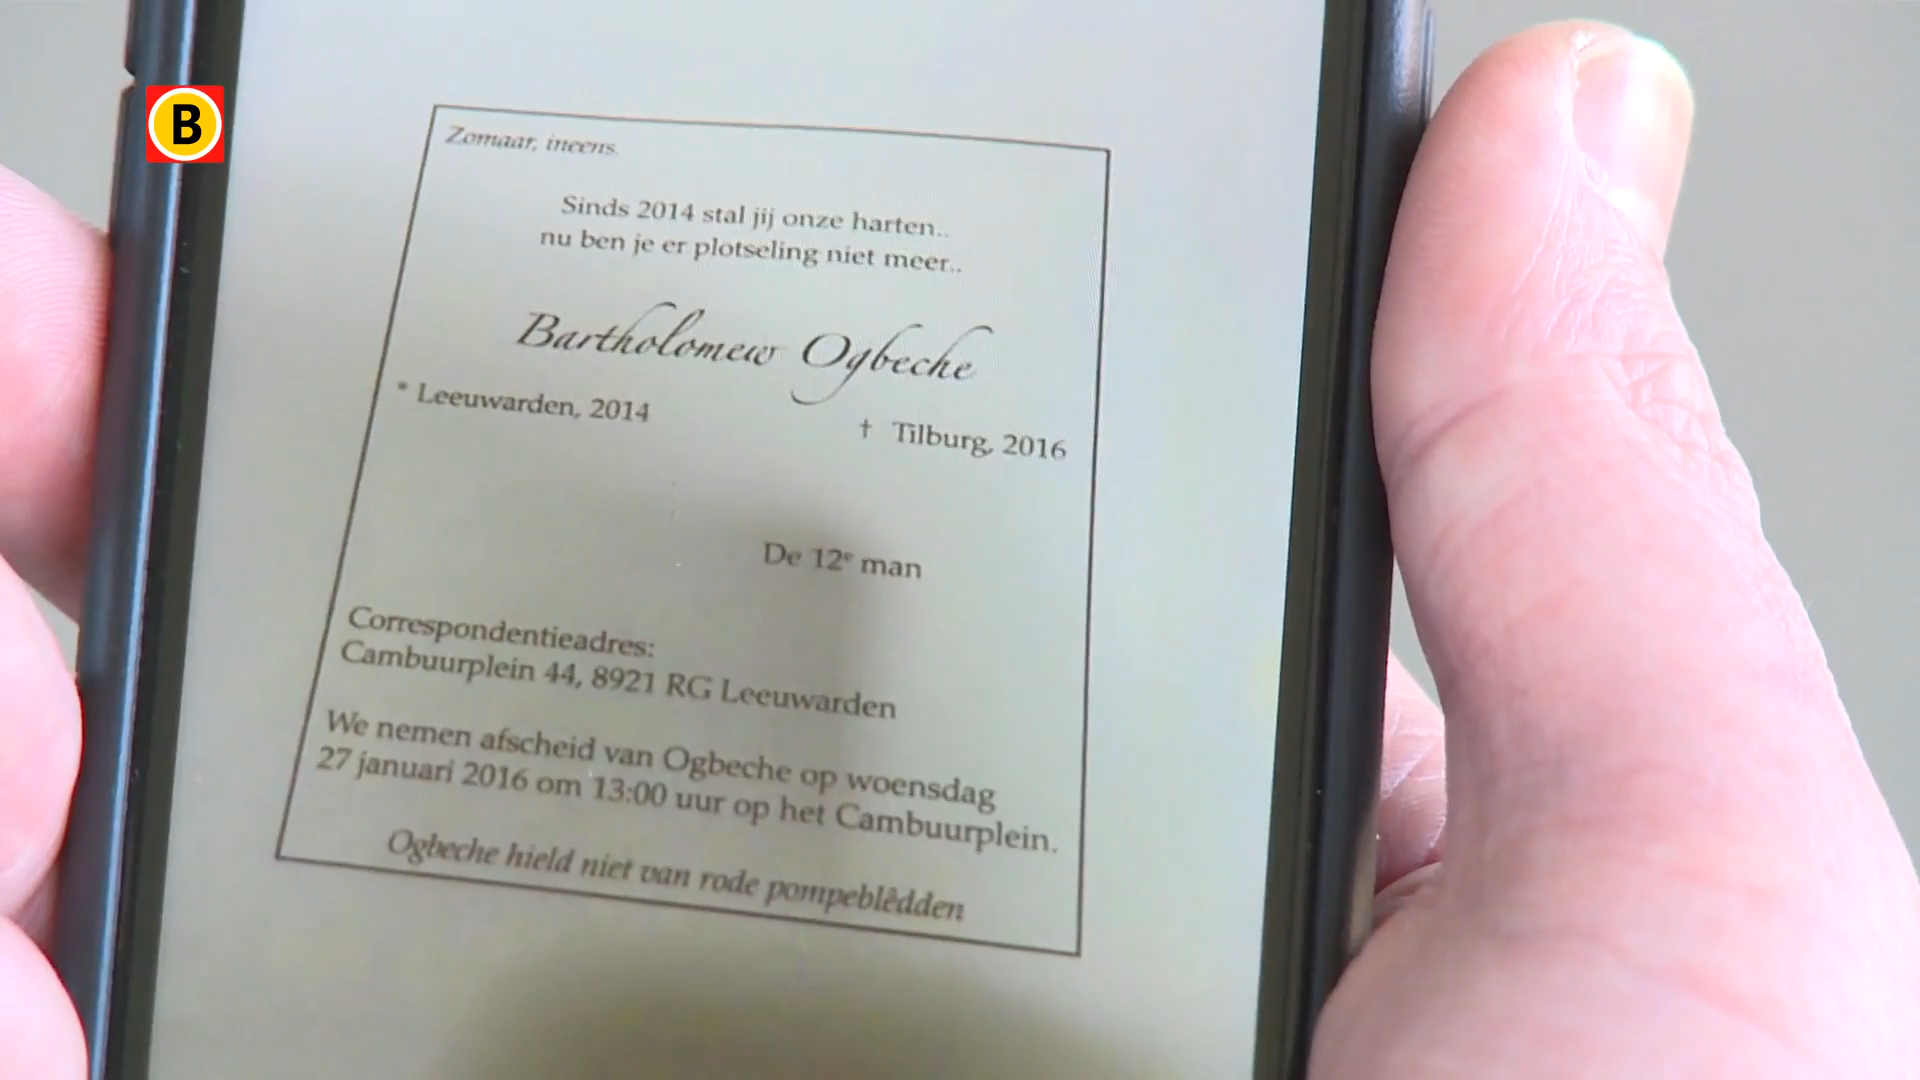 B
Zomaar, ineens.
Sinds 2014 stal jij onze harten..
nu ben je er plotseling niet meer..
Bartholomew Ogbeche
* Leeuwarden, 2014
† Tilburg, 2016
De 12e man
Correspondentieadres:
Cambuurplein 44, 8921 RG Leeuwarden
We nemen afscheid van Ogbeche op woensdag
27 januari 2016 om 13:00 uur op het Cambuurplein.
Ogbeche hield niet van rode pompeblêdden